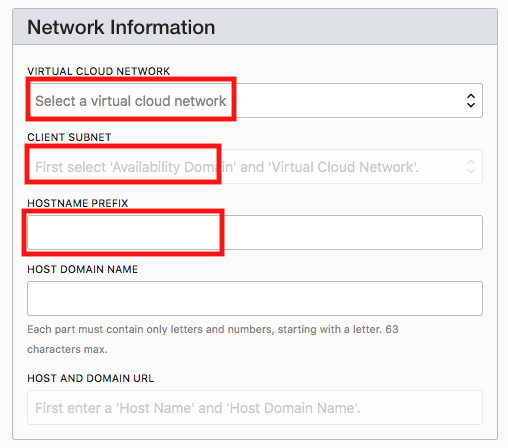 Network Information
VIRTUAL CLOUD NETWORK
Select a virtual cloud network
CLIENT SUBNET
First select 'Availability Domain' and 'Virtual Cloud Network'.
HOSTNAME PREFIX
HOST DOMAIN NAME
Each part must contain only letters and numbers, starting with a letter. 63
characters max.
HOST AND DOMAIN URL
First enter a 'Host Name' and 'Host Domain Name'.